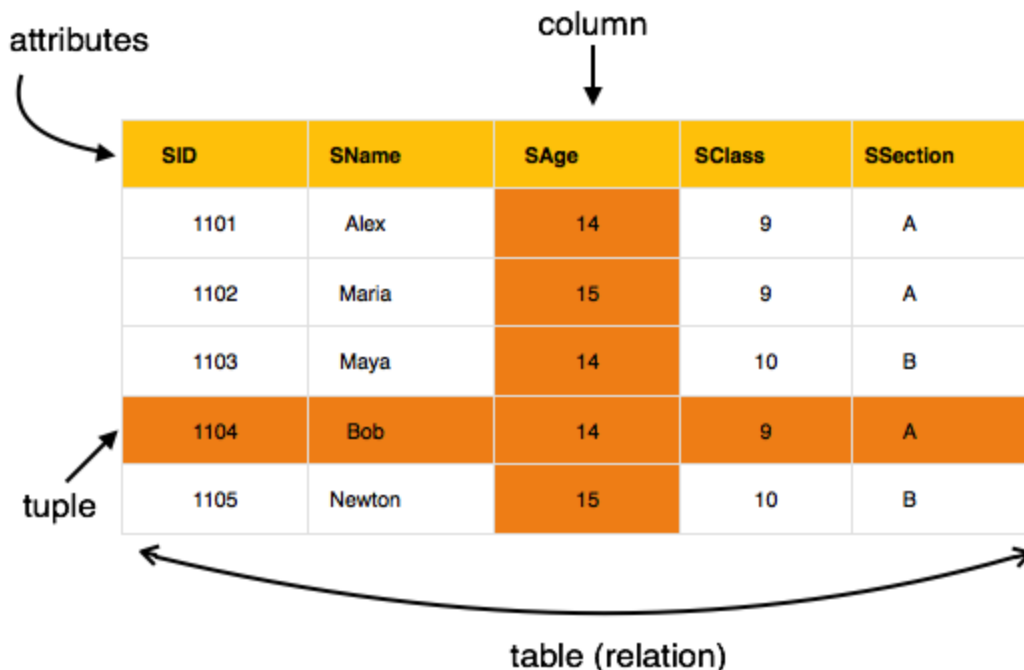 attributes
column
SID SName SAge SClass SSection
1101 Alex 14 9 A
1102 Maria 15 9 A
1103 Maya 14 10 B
1104 Bob 14 9 A
tuple
1105 Newton 15 10 B
table (relation)